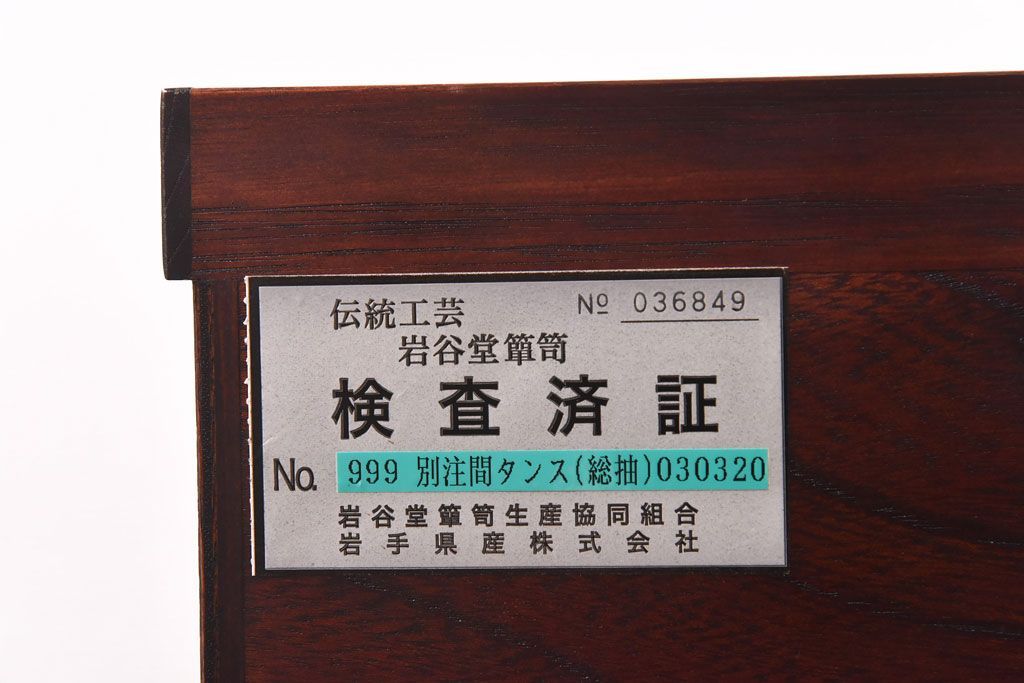 伝統工芸 № 036849
岩谷堂簞笥
検査済証
No. 999 別注間タンス(総抽)030320
岩谷堂簞笥生産協同組合
岩手県産株式会社